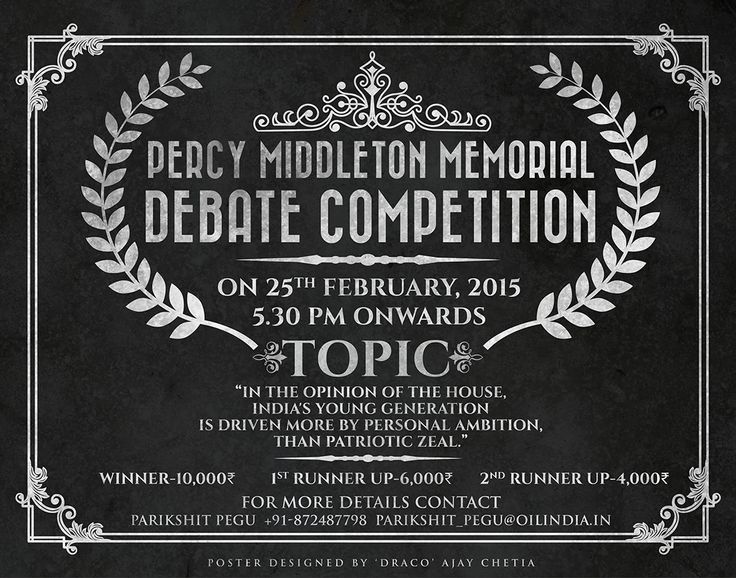 PERCY MIDDLETON MEMORIAL
DEBATE COMPETITION
ON 25TH FEBRUARY, 2015
5.30 PM ONWARDS
TOPIC
“IN THE OPINION OF THE HOUSE,
INDIA'S YOUNG GENERATION
IS DRIVEN MORE BY PERSONAL AMBITION,
THAN PATRIOTIC ZEAL.”
WINNER-10,000₹ 1ST RUNNER UP-6,000₹ 2ND RUNNER UP-4,000₹
FOR MORE DETAILS CONTACT
PARIKSHIT PEGU +91-872487798 PARIKSHIT_PEGU@OILINDIA.IN
POSTER DESIGNED BY 'DRACO' AJAY CHETIA